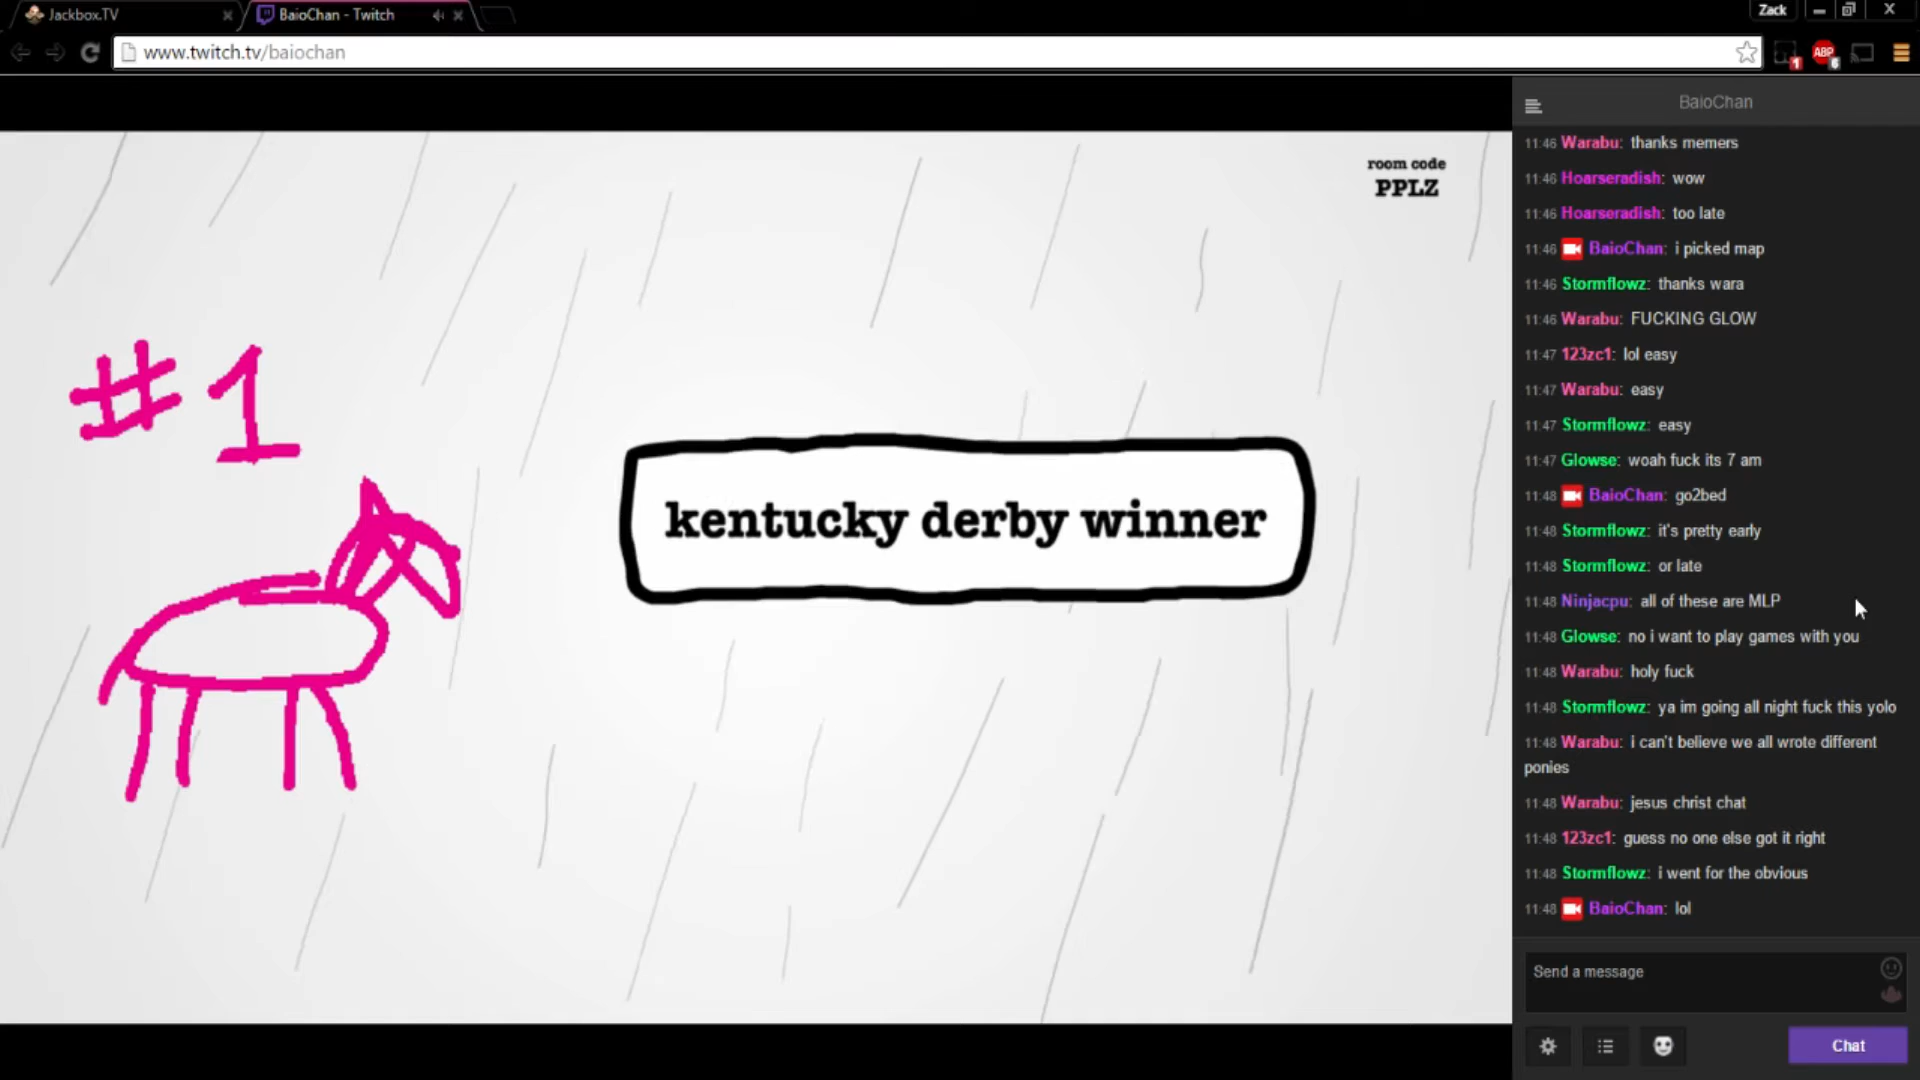 Jackbox.TV
BaioChan - Twitch
Zack
www.twitch.tv/baiochan
1
ABP
6
BaioChan
room code
PPLZ
#1
kentucky derby winner
11:46 Warabu: thanks memers
11:46 Hoarseradish: wow
11:46 Hoarseradish: too late
11:46 BaioChan: i picked map
11:46 Stormflowz: thanks wara
11:46 Warabu: FUCKING GLOW
11:47 123zc1: lol easy
11:47 Warabu: easy
11:47 Stormflowz: easy
11:47 Glowse: woah fuck its 7 am
11:48 BaioChan: go2bed
11:48 Stormflowz: it's pretty early
11:48 Stormflowz: or late
11:48 Ninjacpu: all of these are MLP
11:48 Glowse: no i want to play games with you
11:48 Warabu: holy fuck
11:48 Stormflowz: ya im going all night fuck this yolo
11:48 Warabu: i can't believe we all wrote different
ponies
11:48 Warabu: jesus christ chat
11:48 123zc1: guess no one else got it right
11:48 Stormflowz: i went for the obvious
11:48 BaioChan: lol
Send a message
Chat